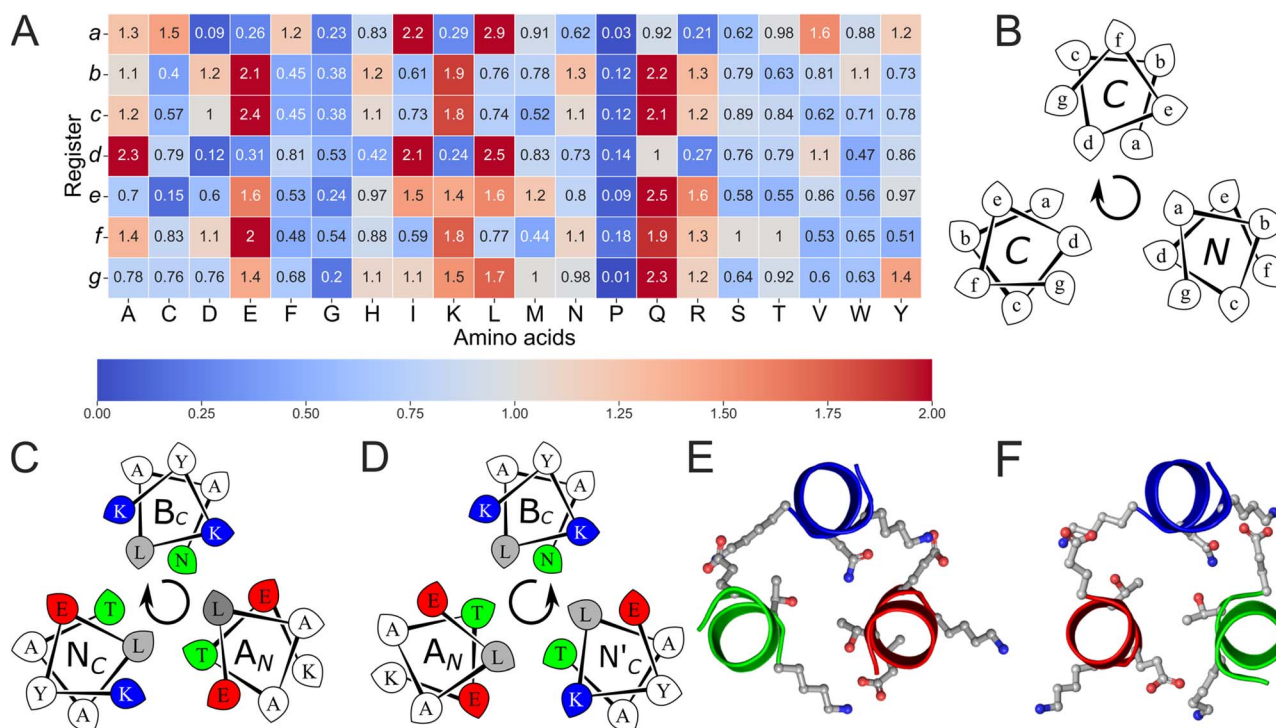 A
B
Register
a 1.3 1.5 0.09 0.26 1.2 0.23 0.83 2.2 0.29 2.9 0.91 0.62 0.03 0.92 0.21 0.62 0.98 1.6 0.88 1.2
b 1.1 0.4 1.2 2.1 0.45 0.38 1.2 0.61 1.9 0.76 0.78 1.3 0.12 2.2 1.3 0.79 0.63 0.81 1.1 0.73
c 1.2 0.57 1 2.4 0.45 0.38 1.1 0.73 1.8 0.74 0.52 1.1 0.12 2.1 1.2 0.89 0.84 0.62 0.71 0.78
d 2.3 0.79 0.12 0.31 0.81 0.53 0.42 2.1 0.24 2.5 0.83 0.73 0.14 1 0.27 0.76 0.79 1.1 0.47 0.86
e 0.7 0.15 0.6 1.6 0.53 0.24 0.97 1.5 1.4 1.6 1.2 0.8 0.09 2.5 1.6 0.58 0.55 0.86 0.56 0.97
f 1.4 0.83 1.1 2 0.48 0.54 0.88 0.59 1.8 0.77 0.44 1.1 0.18 1.9 1.3 1 1 0.53 0.65 0.51
g 0.78 0.76 0.76 1.4 0.68 0.2 1.1 1.1 1.5 1.7 1 0.98 0.01 2.3 1.2 0.64 0.92 0.6 0.63 1.4
A C D E F G H I K L M N P Q R S T V W Y
Amino acids
0.00 0.25 0.50 0.75 1.00 1.25 1.50 1.75 2.00
f
c b
g C e
d a
e a
b C d
f g
c
a b
d N f
g c
C
Y
A A
K B_C K
L N
E T
A N_C L
Y K
A
L E
A
T A_N K
E A
D
Y
A A
K B_C K
L N
E T
A A_N L
K E
A
L E
T N'_C A
K Y
A
E
F